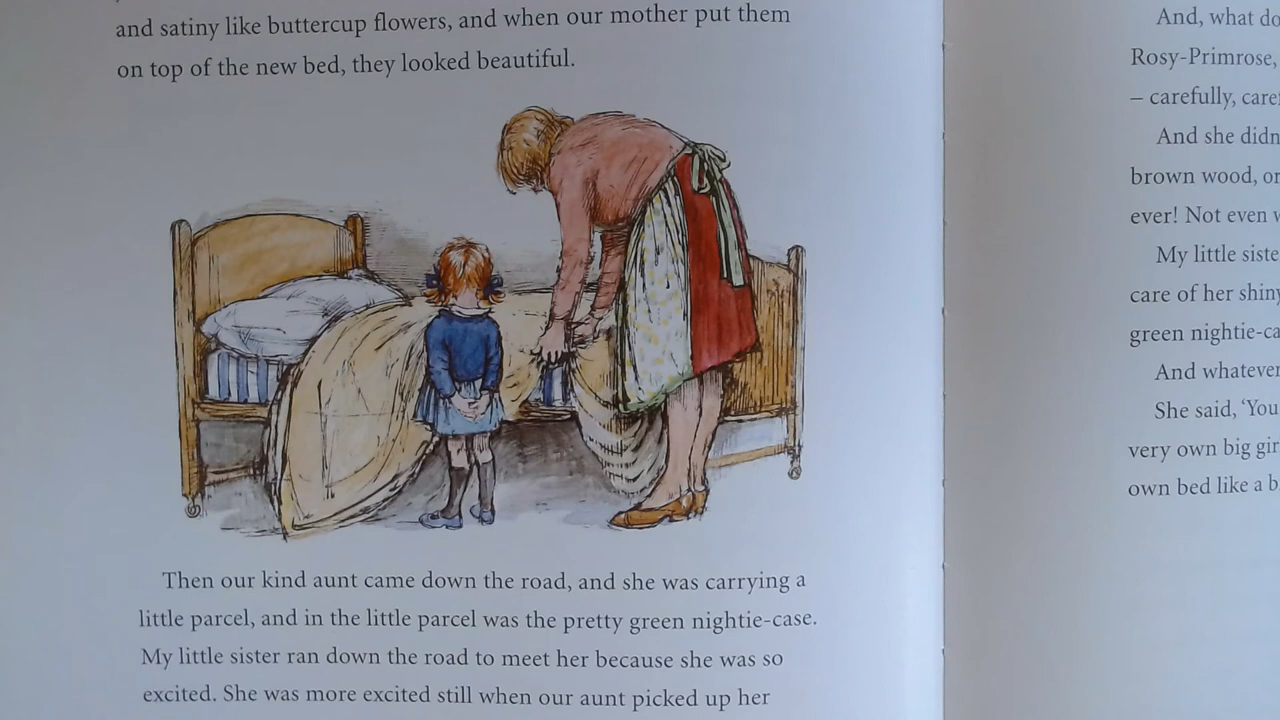 and satiny like buttercup flowers, and when our mother put them
on top of the new bed, they looked beautiful.
Then our kind aunt came down the road, and she was carrying a
little parcel, and in the little parcel was the pretty green nightie-case.
My little sister ran down the road to meet her because she was so
excited. She was more excited still when our aunt picked up her
And, what do
Rosy-Primrose,
– carefully, care
And she didn
brown wood, or
ever! Not even
My little siste
care of her shiny
green nightie-ca
And whatever
She said, ‘You
very own big gir
own bed like a b